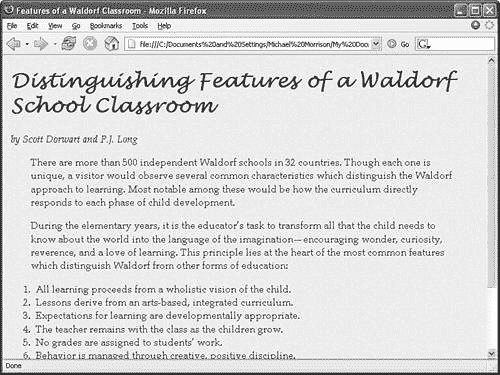 Features of a Waldorf Classroom - Mozilla Firefox
File Edit View Go Bookmarks Tools Help
file:///C:/Documents%20and%20Settings/Michael%20Morrison/My%20Doc Go
Distinguishing Features of a Waldorf
School Classroom
by Scott Dorwart and P.J. Long
There are more than 500 independent Waldorf schools in 32 countries. Though each one is
unique, a visitor would observe several common characteristics which distinguish the Waldorf
approach to learning. Most notable among these would be how the curriculum directly
responds to each phase of child development.
During the elementary years, it is the educator's task to transform all that the child needs to
know about the world into the language of the imagination—encouraging wonder, curiosity,
reverence, and a love of learning. This principle lies at the heart of the most common features
which distinguish Waldorf from other forms of education:
1. All learning proceeds from a wholistic vision of the child.
2. Lessons derive from an arts-based, integrated curriculum.
3. Expectations for learning are developmentally appropriate.
4. The teacher remains with the class as the children grow.
5. No grades are assigned to students' work.
6. Behavior is managed through creative, positive discipline.
Done